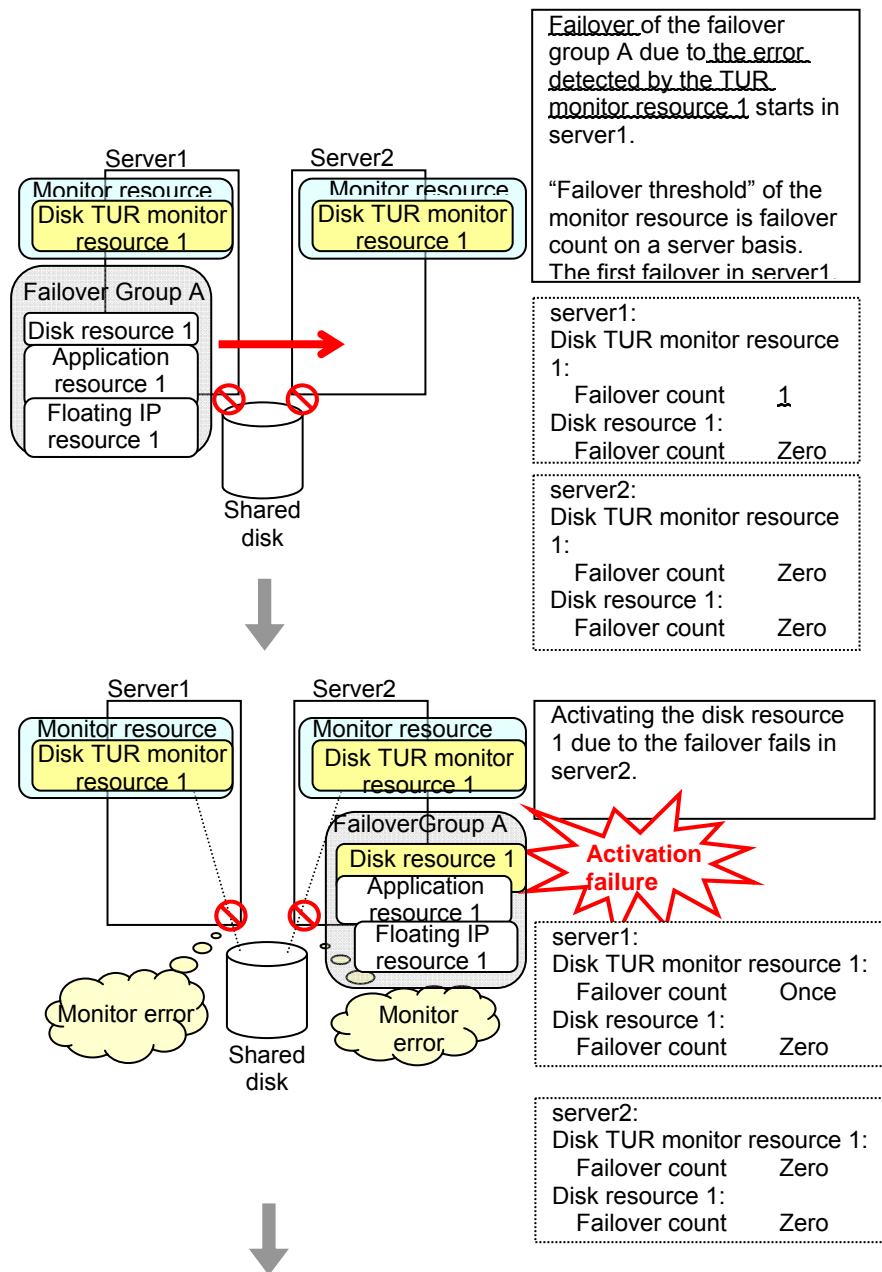 Failover of the failover
group A due to the error
detected by the TUR
monitor resource 1 starts in
server1.
“Failover threshold” of the
monitor resource is failover
count on a server basis.
The first failover in server1.
Server1
Server2
Monitor resource
Disk TUR monitor
resource 1
Monitor resource
Disk TUR monitor
resource 1
Failover Group A
Disk resource 1
Application
resource 1
Floating IP
resource 1
Shared
disk
server1:
Disk TUR monitor resource
1:
Failover count 1
Disk resource 1:
Failover count Zero
server2:
Disk TUR monitor resource
1:
Failover count Zero
Disk resource 1:
Failover count Zero
Server1
Server2
Monitor resource
Disk TUR monitor
resource 1
Monitor resource
Disk TUR monitor
resource 1
Activating the disk resource
1 due to the failover fails in
server2.
FailoverGroup A
Disk resource 1
Application
resource 1
Floating IP
resource 1
Activation
failure
Monitor error
Shared
disk
Monitor
error
server1:
Disk TUR monitor resource 1:
Failover count Once
Disk resource 1:
Failover count Zero
server2:
Disk TUR monitor resource 1:
Failover count Zero
Disk resource 1:
Failover count Zero